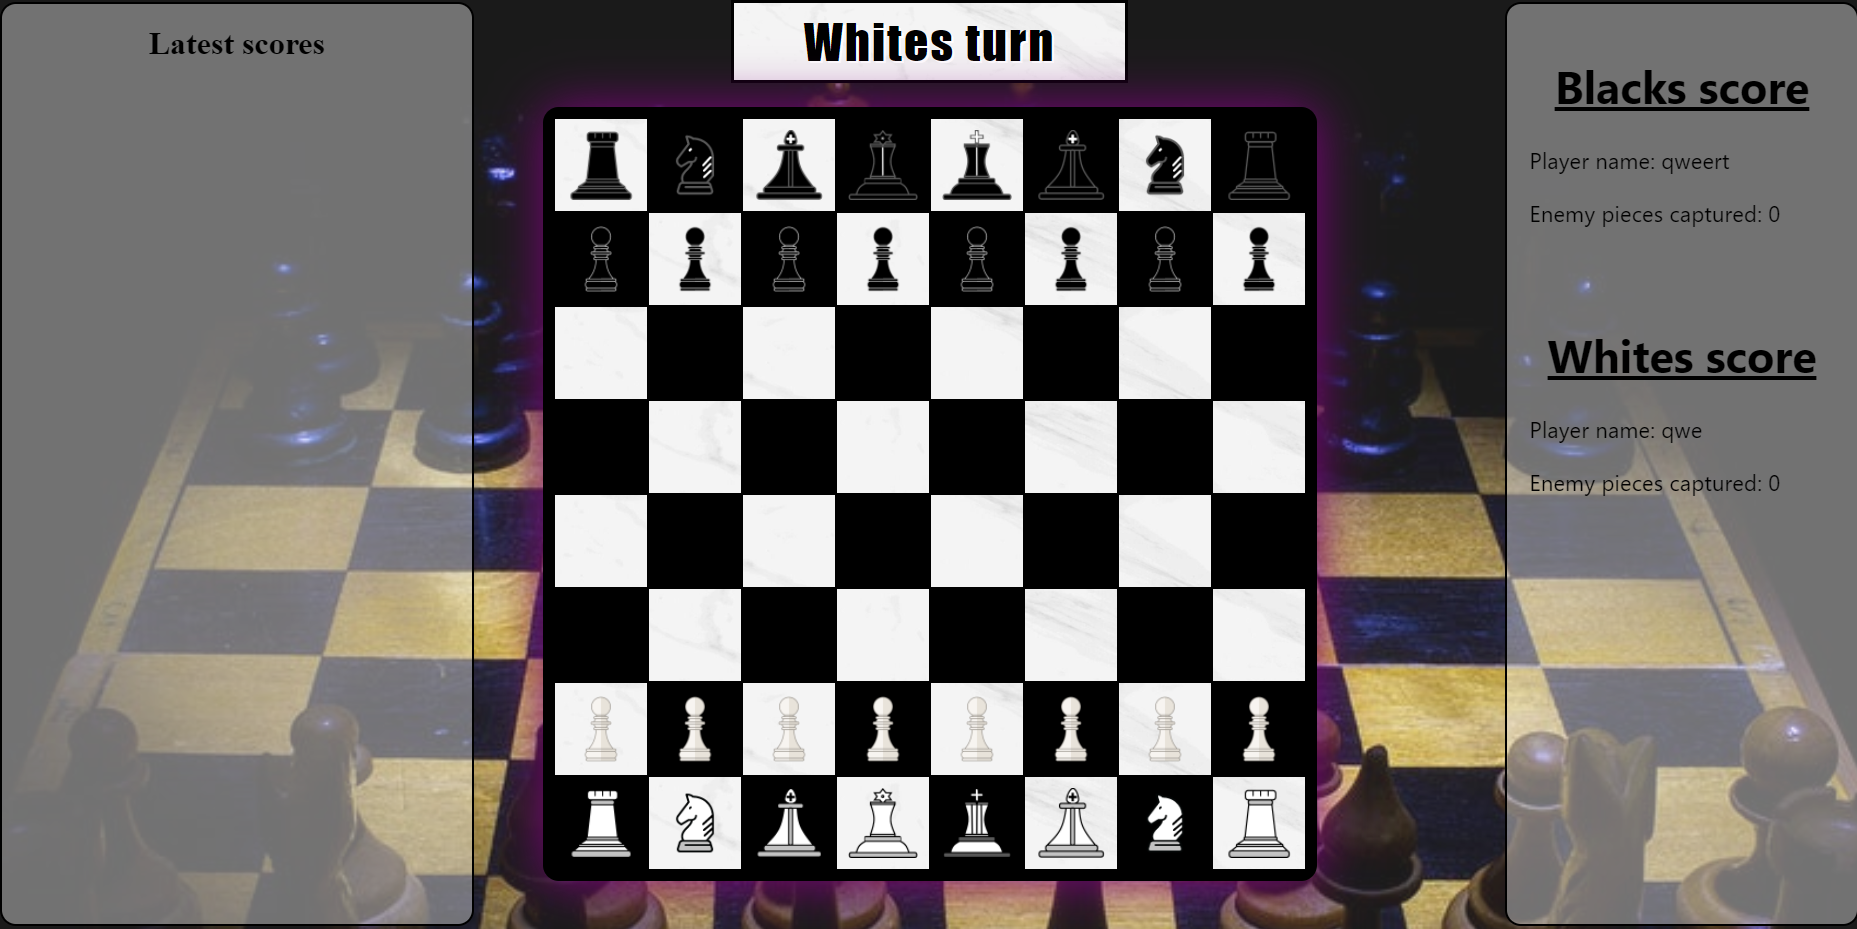 Latest scores
Whites turn
Blacks score
Player name: qweert
Enemy pieces captured: 0
Whites score
Player name: qwe
Enemy pieces captured: 0